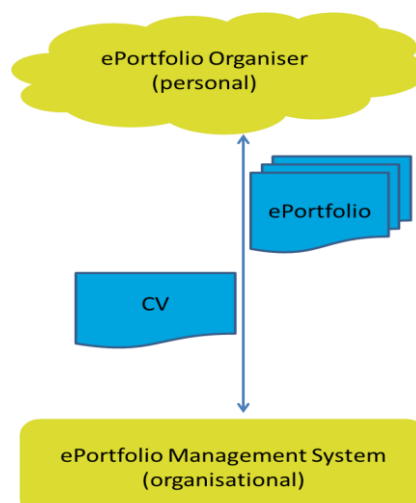 ePortfolio Organiser
(personal)
ePortfolio
CV
ePortfolio Management System
(organisational)